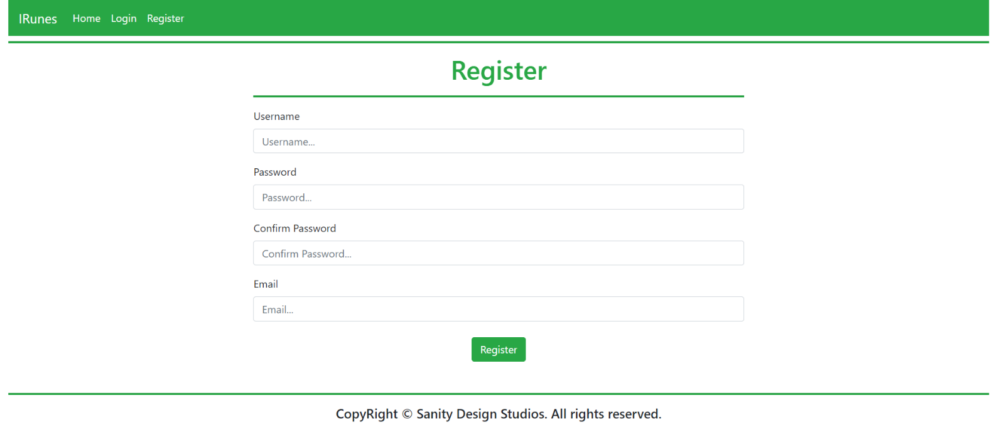 IRunes Home Login Register
Register
Username
Username...
Password
Password...
Confirm Password
Confirm Password...
Email
Email...
Register
CopyRight © Sanity Design Studios. All rights reserved.